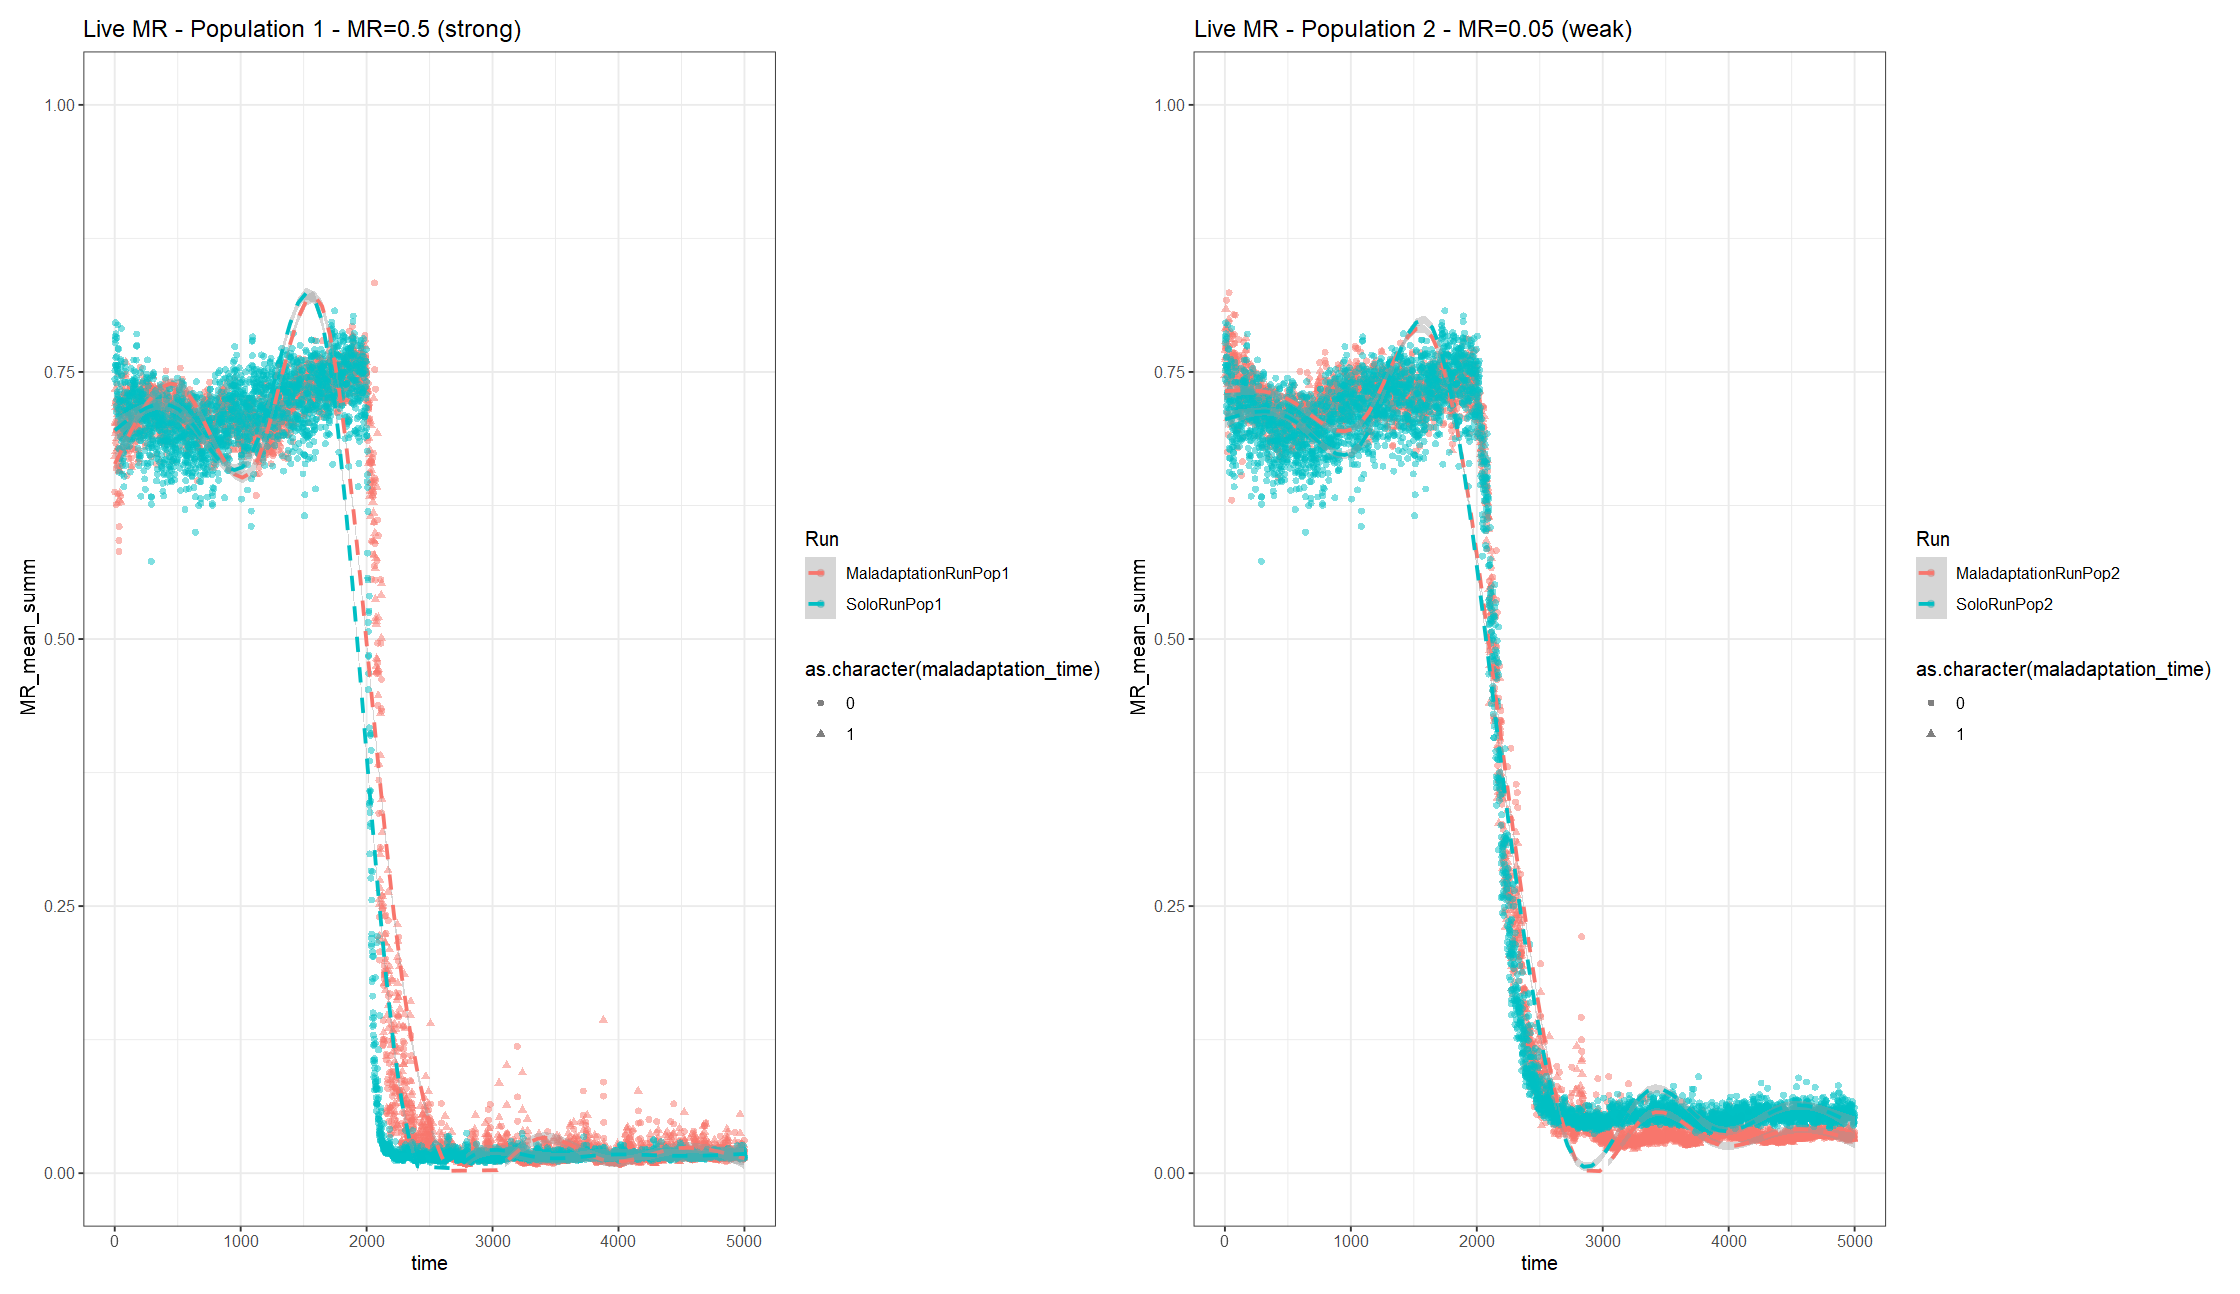 Live MR - Population 1 - MR=0.5 (strong)
MR_mean_summ
1.00
0.75
0.50
0.25
0.00
0 1000 2000 3000 4000 5000
time
Run
MaladaptationRunPop1
SoloRunPop1
as.character(maladaptation_time)
0
1
Live MR - Population 2 - MR=0.05 (weak)
MR_mean_summ
1.00
0.75
0.50
0.25
0.00
0 1000 2000 3000 4000 5000
time
Run
MaladaptationRunPop2
SoloRunPop2
as.character(maladaptation_time)
0
1